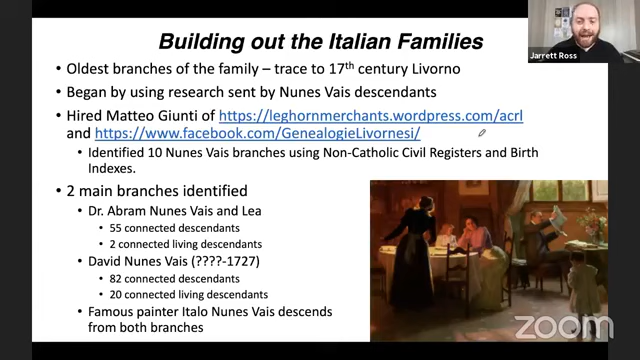 Building out the Italian Families
Jarrett Ross
• Oldest branches of the family – trace to 17th century Livorno
• Began by using research sent by Nunes Vais descendants
• Hired Matteo Giunti of https://leghornmerchants.wordpress.com/acrl
and https://www.facebook.com/GenealogieLivornesi/
• Identified 10 Nunes Vais branches using Non-Catholic Civil Registers and Birth
Indexes.
• 2 main branches identified
• Dr. Abram Nunes Vais and Lea
• 55 connected descendants
• 2 connected living descendants
• David Nunes Vais (????-1727)
• 82 connected descendants
• 20 connected living descendants
• Famous painter Italo Nunes Vais descends
from both branches
zoom